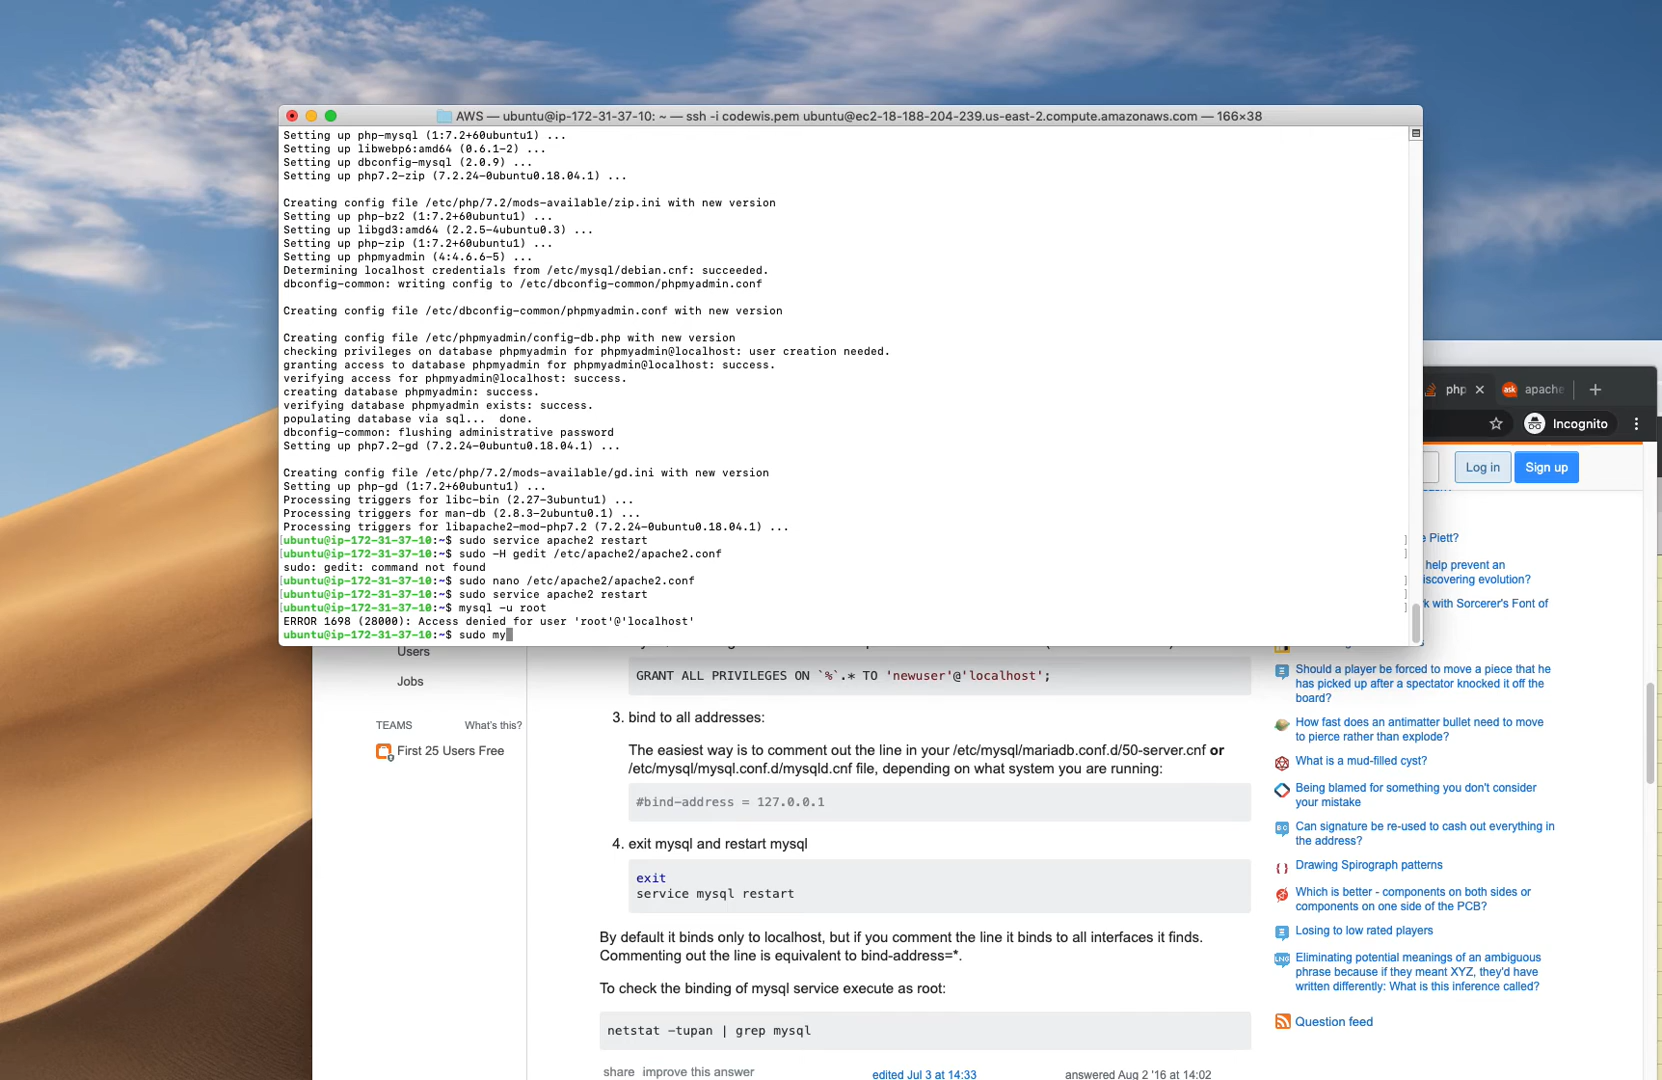 AWS — ubuntu@ip-172-31-37-10: ~ — ssh -i codewis.pem ubuntu@ec2-18-188-204-239.us-east-2.compute.amazonaws.com — 166×38
Setting up php-mysql (1:7.2+60ubuntu1) ...
Setting up libwebp6:amd64 (0.6.1-2) ...
Setting up dbconfig-mysql (2.0.9) ...
Setting up php7.2-zip (7.2.24-0ubuntu0.18.04.1) ...
Creating config file /etc/php/7.2/mods-available/zip.ini with new version
Setting up php-bz2 (1:7.2+60ubuntu1) ...
Setting up libgd3:amd64 (2.2.5-4ubuntu0.3) ...
Setting up php-zip (1:7.2+60ubuntu1) ...
Setting up phpmyadmin (4:4.6.6-5) ...
Determining localhost credentials from /etc/mysql/debian.cnf: succeeded.
dbconfig-common: writing config to /etc/dbconfig-common/phpmyadmin.conf
Creating config file /etc/dbconfig-common/phpmyadmin.conf with new version
Creating config file /etc/phpmyadmin/config-db.php with new version
checking privileges on database phpmyadmin for phpmyadmin@localhost: user creation needed.
granting access to database phpmyadmin for phpmyadmin@localhost: success.
verifying access for phpmyadmin@localhost: success.
creating database phpmyadmin: success.
verifying database phpmyadmin exists: success.
populating database via sql...  done.
dbconfig-common: flushing administrative password
Setting up php7.2-gd (7.2.24-0ubuntu0.18.04.1) ...
Creating config file /etc/php/7.2/mods-available/gd.ini with new version
Setting up php-gd (1:7.2+60ubuntu1) ...
Processing triggers for libc-bin (2.27-3ubuntu1) ...
Processing triggers for man-db (2.8.3-2ubuntu0.1) ...
Processing triggers for libapache2-mod-php7.2 (7.2.24-0ubuntu0.18.04.1) ...
[ubuntu@ip-172-31-37-10:~$ sudo service apache2 restart ]
[ubuntu@ip-172-31-37-10:~$ sudo -H gedit /etc/apache2/apache2.conf ]
sudo: gedit: command not found
[ubuntu@ip-172-31-37-10:~$ sudo nano /etc/apache2/apache2.conf ]
[ubuntu@ip-172-31-37-10:~$ sudo service apache2 restart ]
[ubuntu@ip-172-31-37-10:~$ mysql -u root ]
ERROR 1698 (28000): Access denied for user 'root'@'localhost'
ubuntu@ip-172-31-37-10:~$ sudo my
php
ask
apache
Incognito
Log in
Sign up
e Piett?
help prevent an
iscovering evolution?
k with Sorcerer's Font of
Should a player be forced to move a piece that he
has picked up after a spectator knocked it off the
board?
How fast does an antimatter bullet need to move
to pierce rather than explode?
What is a mud-filled cyst?
Being blamed for something you don't consider
your mistake
Can signature be re-used to cash out everything in
the address?
Drawing Spirograph patterns
Which is better - components on both sides or
components on one side of the PCB?
Losing to low rated players
Eliminating potential meanings of an ambiguous
phrase because if they meant XYZ, they'd have
written differently: What is this inference called?
Question feed
Users
Jobs
TEAMS
What's this?
First 25 Users Free
GRANT ALL PRIVILEGES ON `%`.* TO 'newuser'@'localhost';
3. bind to all addresses:
The easiest way is to comment out the line in your /etc/mysql/mariadb.conf.d/50-server.cnf or
/etc/mysql/mysql.conf.d/mysqld.cnf file, depending on what system you are running:
#bind-address = 127.0.0.1
4. exit mysql and restart mysql
exit
service mysql restart
By default it binds only to localhost, but if you comment the line it binds to all interfaces it finds.
Commenting out the line is equivalent to bind-address=*.
To check the binding of mysql service execute as root:
netstat -tupan | grep mysql
share improve this answer
edited Jul 3 at 14:33
answered Aug 2 '16 at 14:02